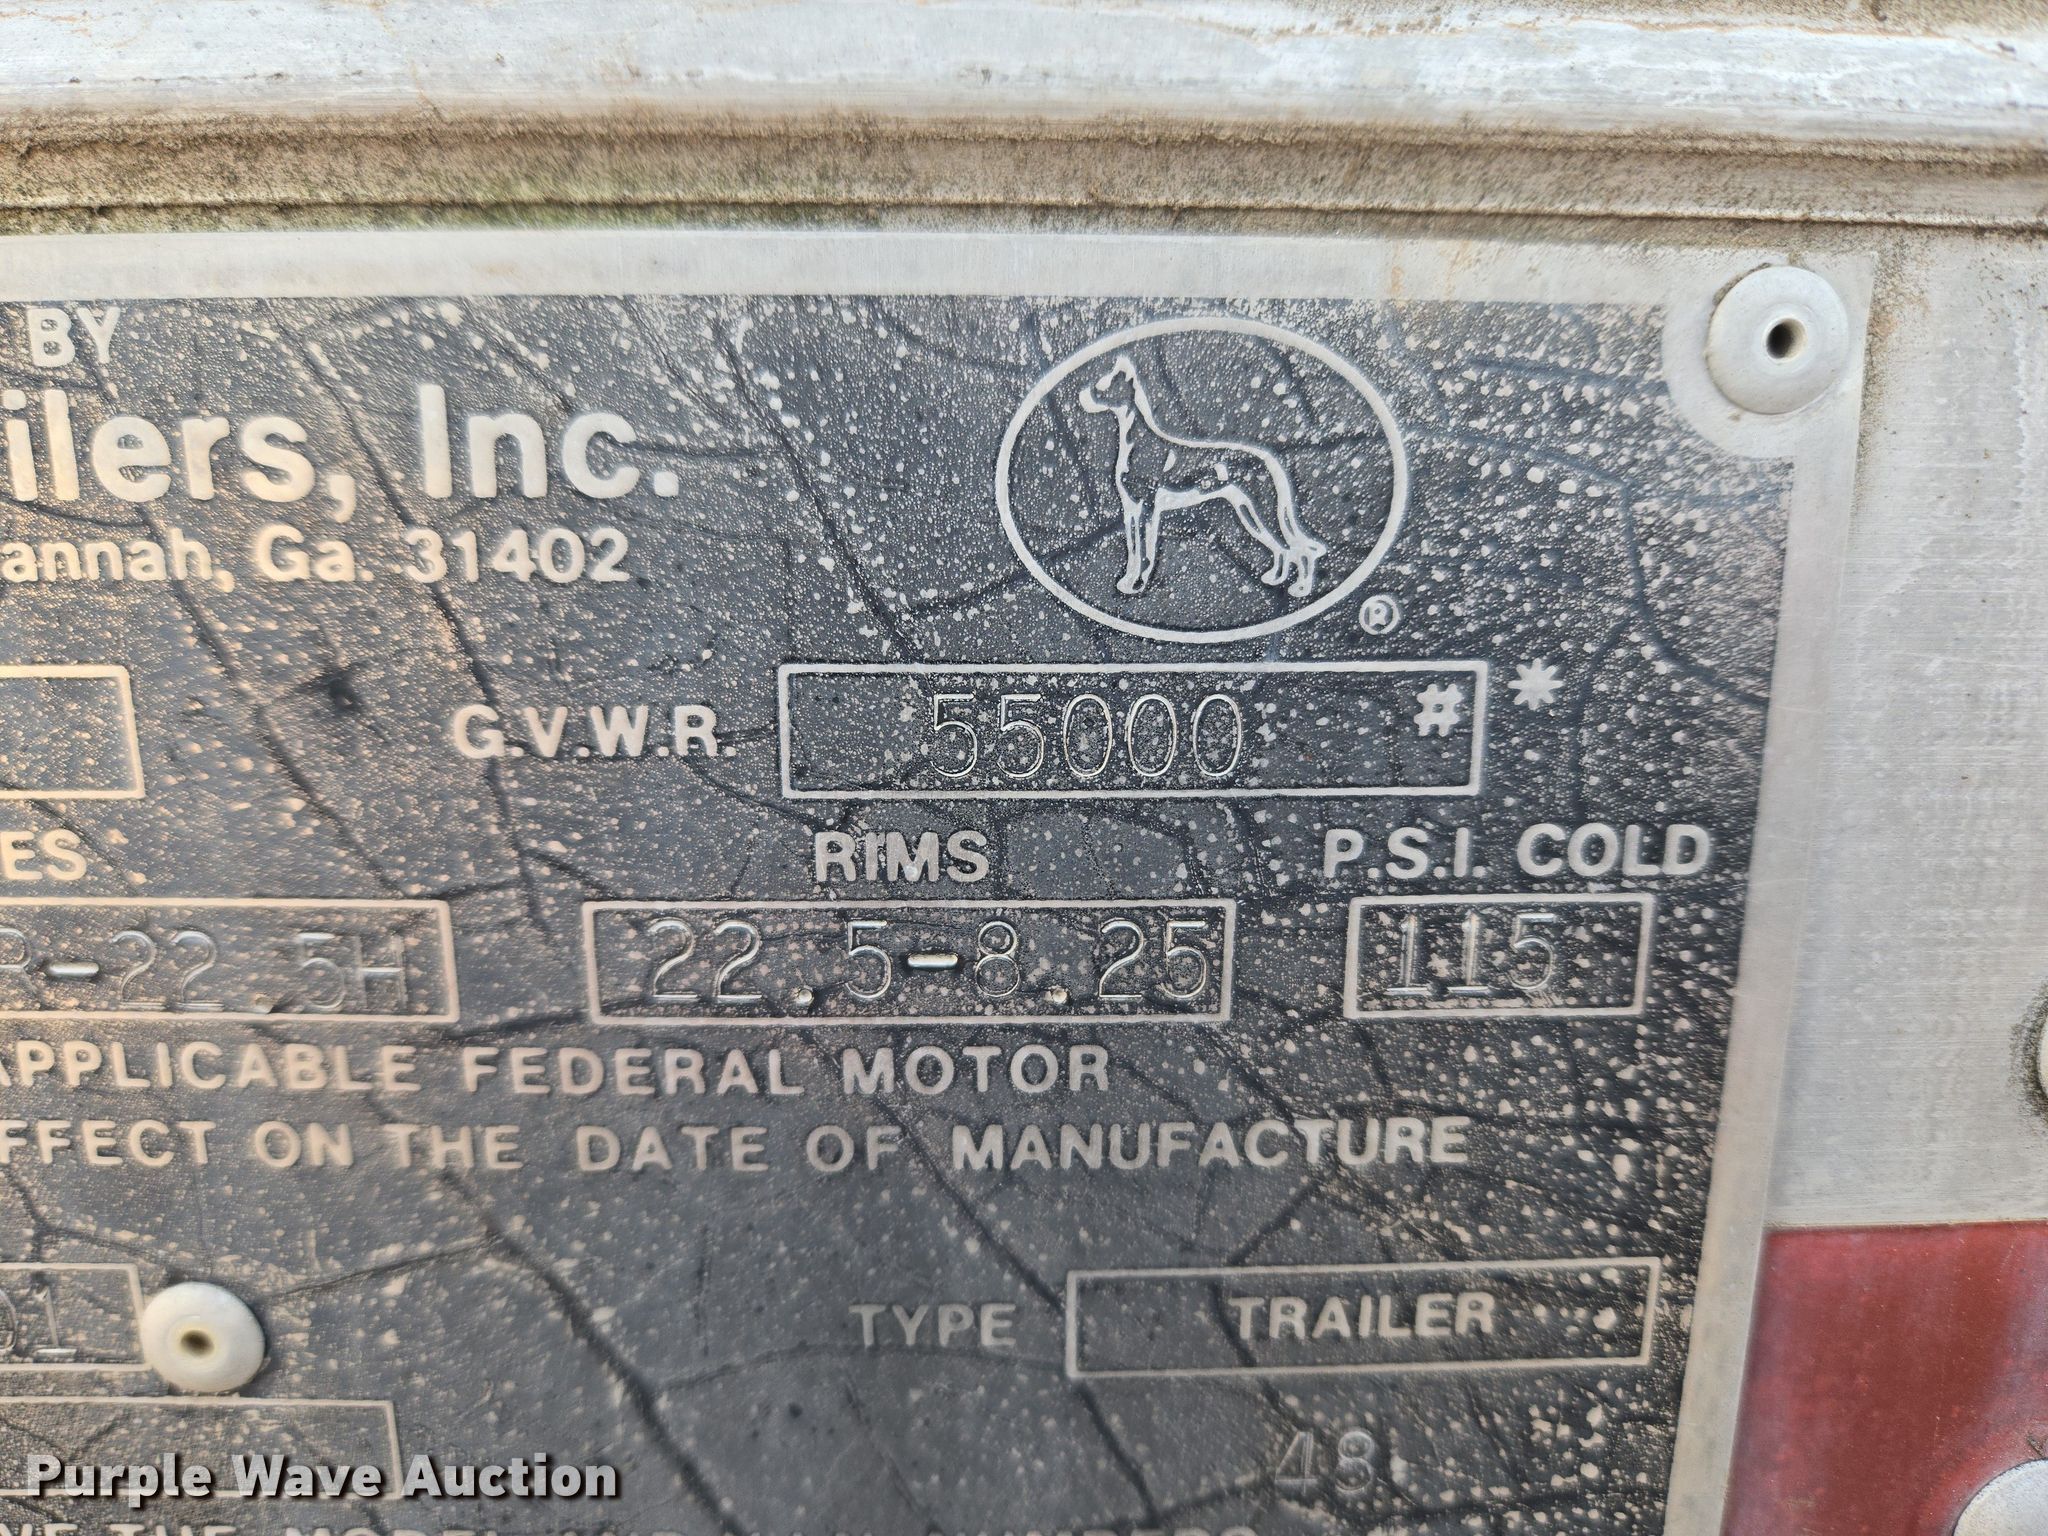 BY
ilers, Inc.
annah, Ga. 31402
®
G.V.W.R. 55000 # *
ES RIMS P.S.I. COLD
R-22.5H 22.5-8.25 115
APPLICABLE FEDERAL MOTOR
FFECT ON THE DATE OF MANUFACTURE
01
TYPE TRAILER
48
Purple Wave Auction